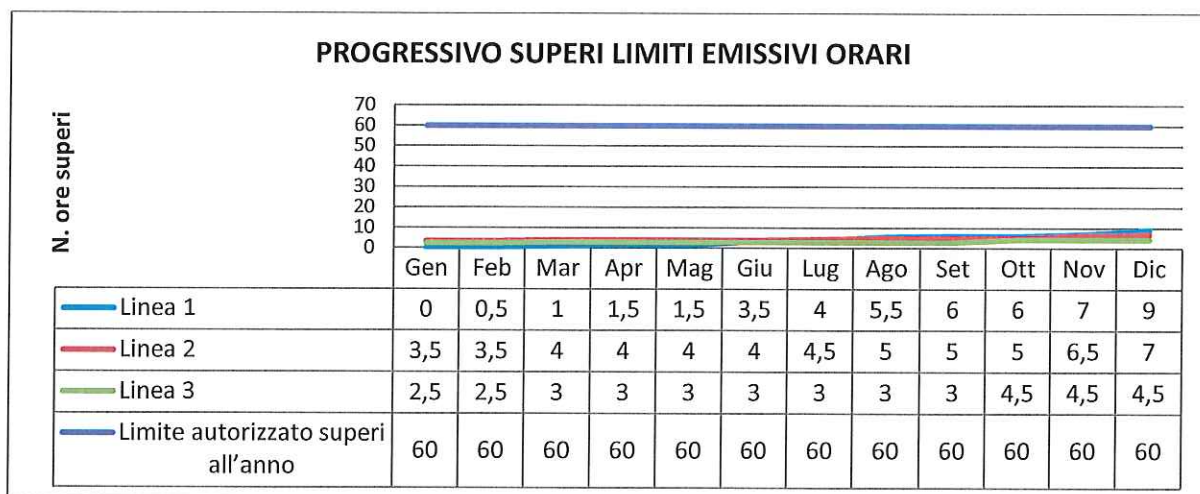 PROGRESSIVO SUPERI LIMITI EMISSIVI ORARI
N. ore superi
70
60
50
40
30
20
10
0
Gen Feb Mar Apr Mag Giu Lug Ago Set Ott Nov Dic
Linea 1 0 0,5 1 1,5 1,5 3,5 4 5,5 6 6 7 9
Linea 2 3,5 3,5 4 4 4 4 4,5 5 5 5 6,5 7
Linea 3 2,5 2,5 3 3 3 3 3 3 3 4,5 4,5 4,5
Limite autorizzato superi
all'anno 60 60 60 60 60 60 60 60 60 60 60 60